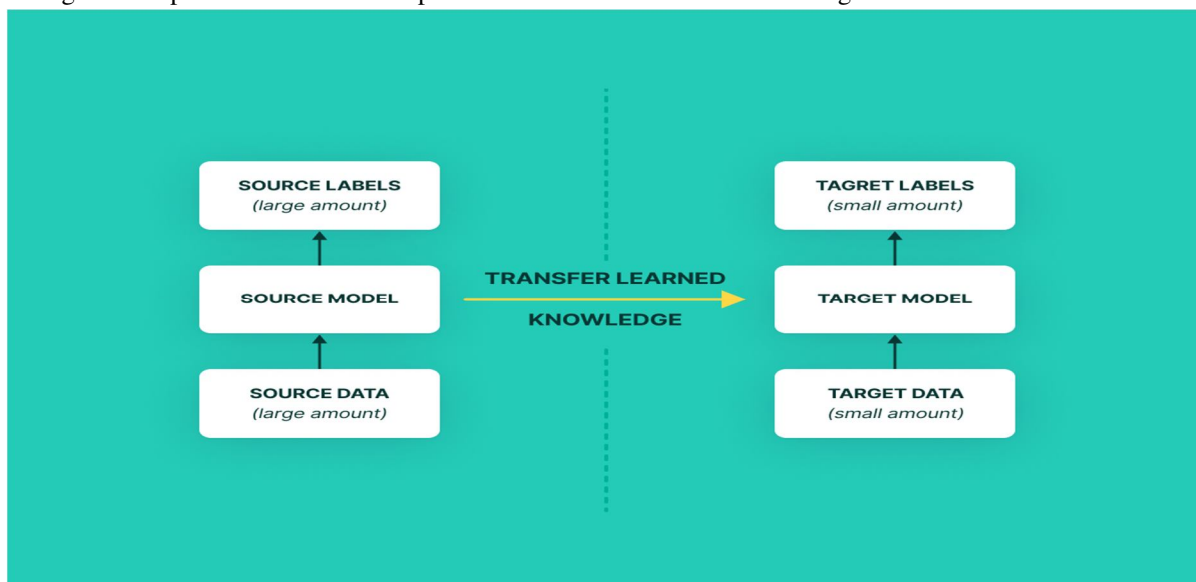 SOURCE LABELS
(large amount)
SOURCE MODEL
SOURCE DATA
(large amount)
TRANSFER LEARNED
KNOWLEDGE
TAGRET LABELS
(small amount)
TARGET MODEL
TARGET DATA
(small amount)